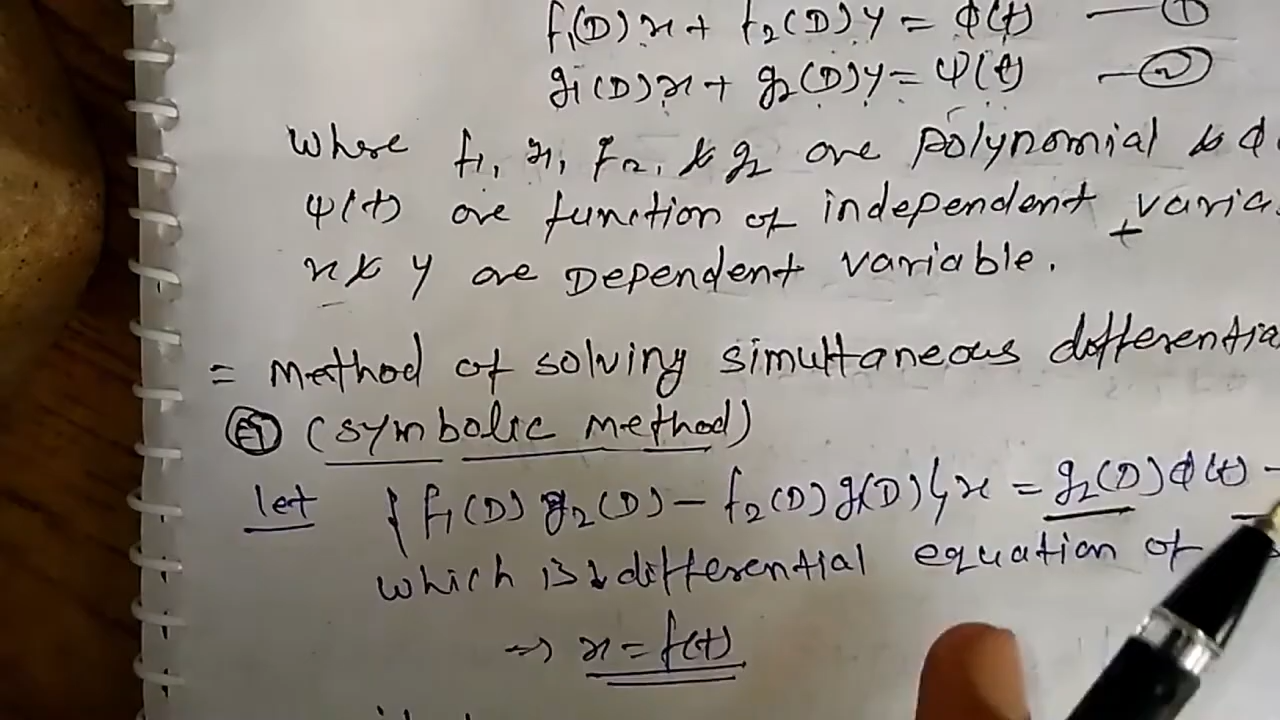 f₁(D)x + f₂(D)y = φ(t) — ①
g₁(D)x + g₂(D)y = ψ(t) — ②
where f₁, g₁, f₂, & g₂ are polynomial & φ
ψ(t) are function of independent varia
t
x & y are Dependent variable.
= method of solving simultaneous differentia
(symbolic method)
let {f₁(D) g₂(D) - f₂(D) g₁(D)}x = g₂(D)φ(t) -
which is differential equation of
⇒ x = f(t)